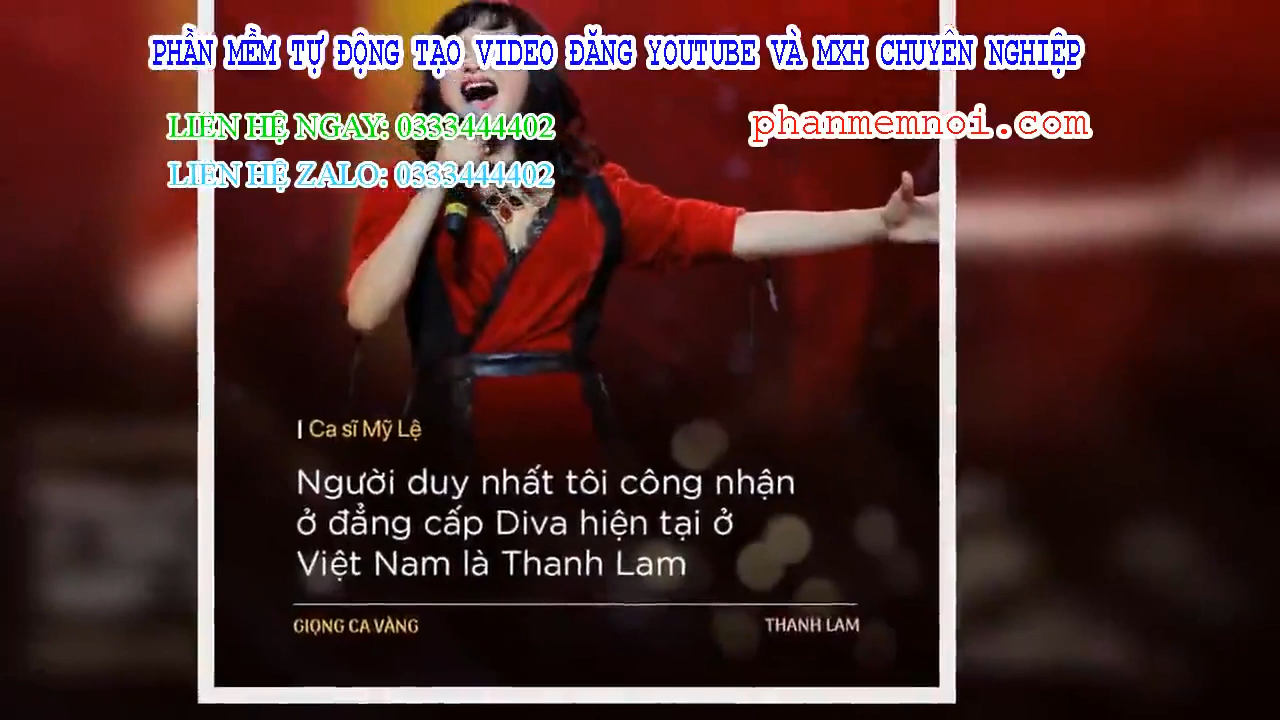 PHẦN MỀM TỰ ĐỘNG TẠO VIDEO ĐĂNG YOUTUBE VÀ MXH CHUYÊN NGHIỆP
LIÊN HỆ NGAY: 0333444402
phanmemnoi.com
LIÊN HỆ ZALO: 0333444402
| Ca sĩ Mỹ Lệ
Người duy nhất tôi công nhận
ở đẳng cấp Diva hiện tại ở
Việt Nam là Thanh Lam
GIỌNG CA VÀNG
THANH LAM